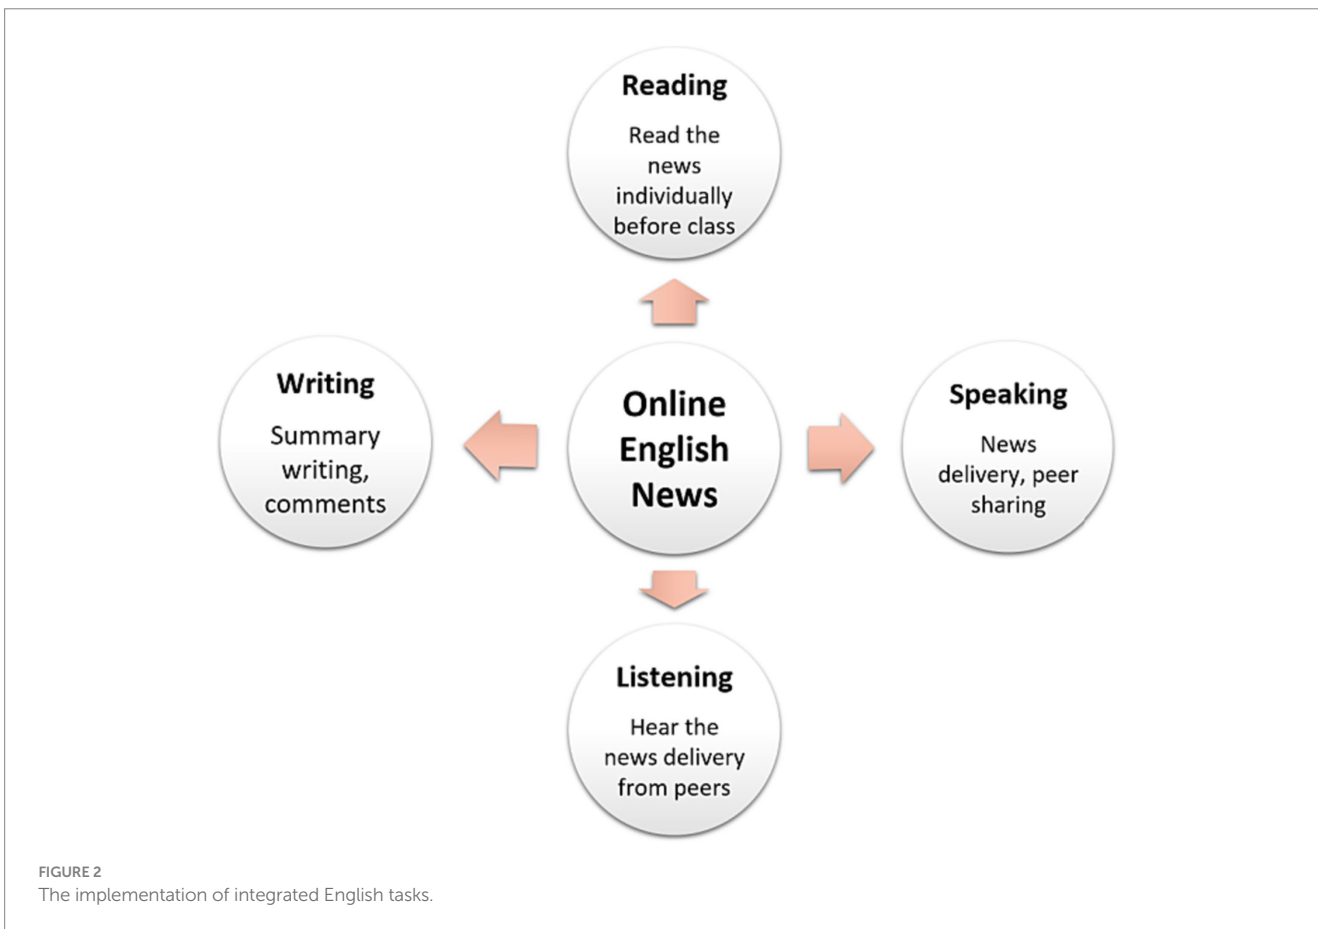 Reading
Read the
news
individually
before class
Writing
Summary
writing,
comments
Online
English
News
Speaking
News
delivery, peer
sharing
Listening
Hear the
news delivery
from peers
FIGURE 2
The implementation of integrated English tasks.